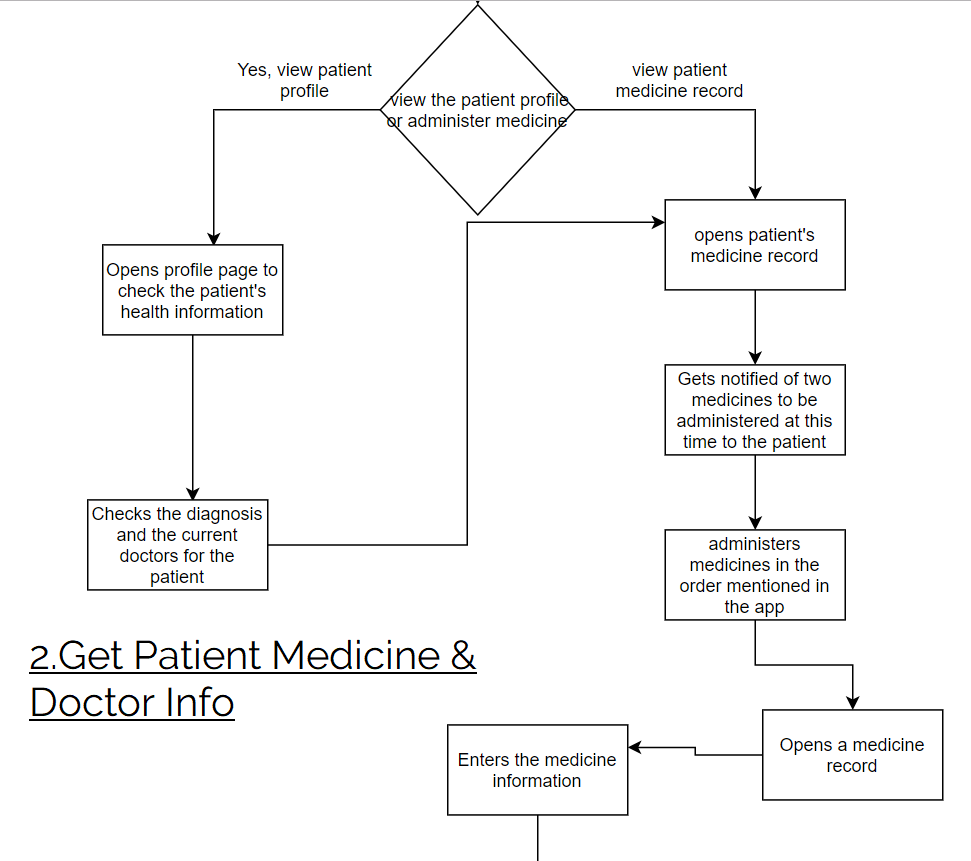 Yes, view patient
profile
view the patient profile
or administer medicine
view patient
medicine record
opens patient's
medicine record
Opens profile page to
check the patient's
health information
Gets notified of two
medicines to be
administered at this
time to the patient
Checks the diagnosis
and the current
doctors for the
patient
administers
medicines in the
order mentioned in
the app
2.Get Patient Medicine &
Doctor Info
Opens a medicine
record
Enters the medicine
information